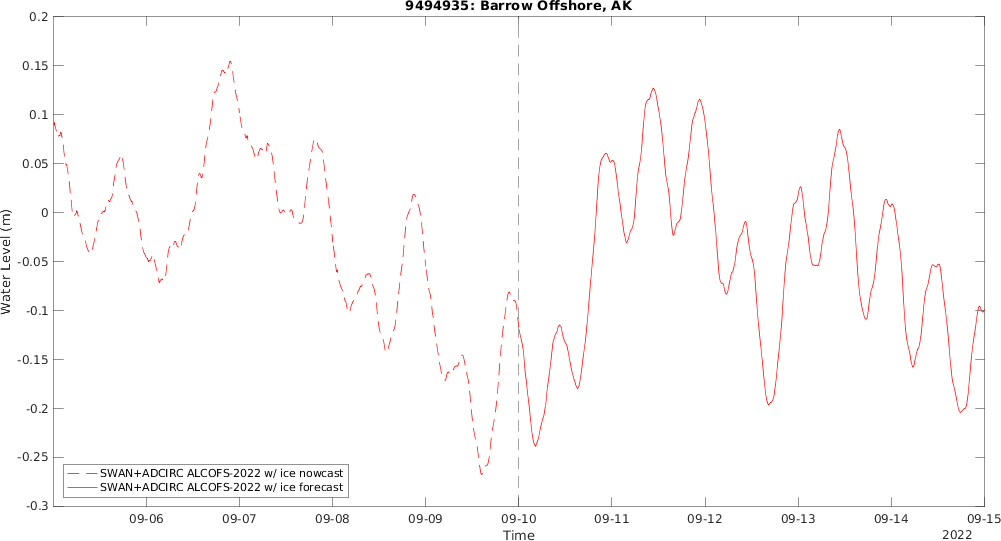 9494935: Barrow Offshore, AK
0.2
0.15
0.1
0.05
0
-0.05
-0.1
-0.15
-0.2
-0.25
-0.3
Water Level (m)
SWAN+ADCIRC ALCOFS-2022 w/ ice nowcast
SWAN+ADCIRC ALCOFS-2022 w/ ice forecast
09-06 09-07 09-08 09-09 09-10 09-11 09-12 09-13 09-14 09-15
Time
2022